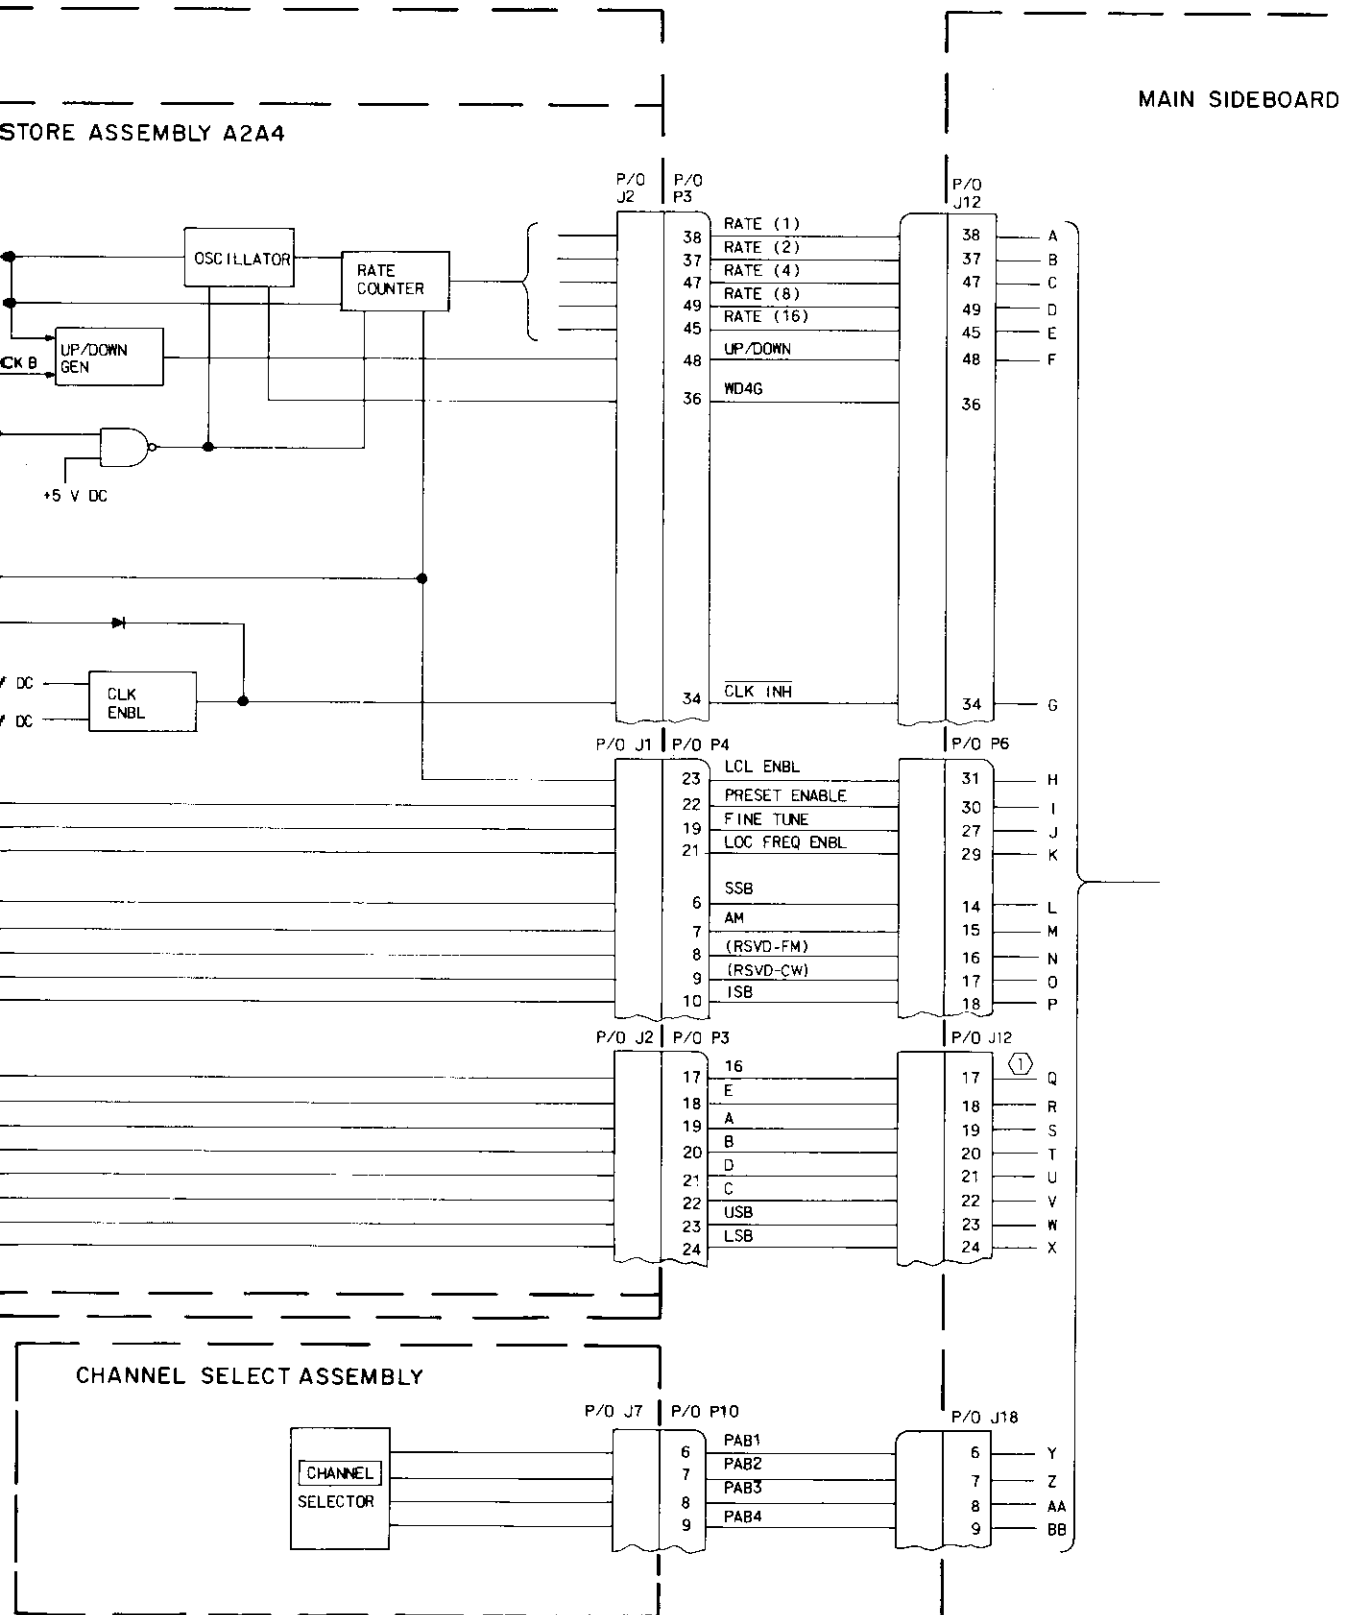 MAIN SIDEBOARD
STORE ASSEMBLY A2A4
P/O J2
P/O P3
P/O J12
OSCILLATOR
RATE COUNTER
UP/DOWN GEN
CK B
+5 V DC
38 RATE (1) 38 A
37 RATE (2) 37 B
47 RATE (4) 47 C
49 RATE (8) 49 D
45 RATE (16) 45 E
48 UP/DOWN 48 F
36 WD4G 36
V DC
V DC
CLK ENBL
34 CLK INH 34 G
P/O J1 P/O P4 P/O P6
23 LCL ENBL 31 H
22 PRESET ENABLE 30 I
19 FINE TUNE 27 J
21 LOC FREQ ENBL 29 K
6 SSB 14 L
7 AM 15 M
8 (RSVD-FM) 16 N
9 (RSVD-CW) 17 O
10 ISB 18 P
P/O J2 P/O P3 P/O J12
17 16 17 1 Q
18 E 18 R
19 A 19 S
20 B 20 T
21 D 21 U
22 C 22 V
23 USB 23 W
24 LSB 24 X
CHANNEL SELECT ASSEMBLY
P/O J7 P/O P10 P/O J18
CHANNEL
SELECTOR
6 PAB1 6 Y
7 PAB2 7 Z
8 PAB3 8 AA
9 PAB4 9 BB